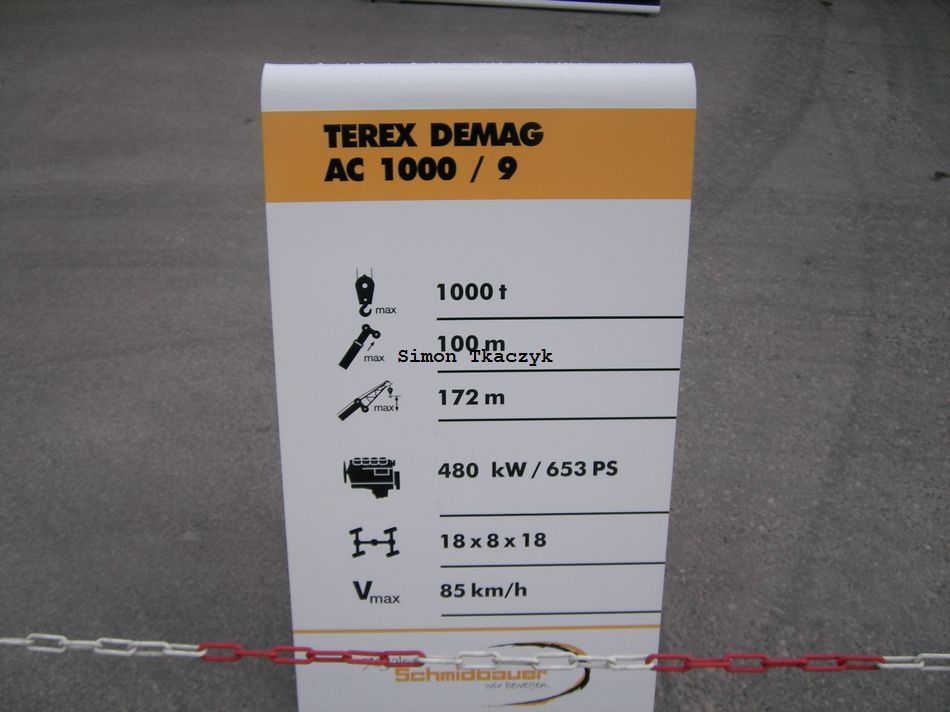 TEREX DEMAG
AC 1000 / 9
max
1000 t
max
100 m
Simon Tkaczyk
max
172 m
480 kW / 653 PS
18 x 8 x 18
Vmax
85 km/h
Schmidbauer
wir bewegen